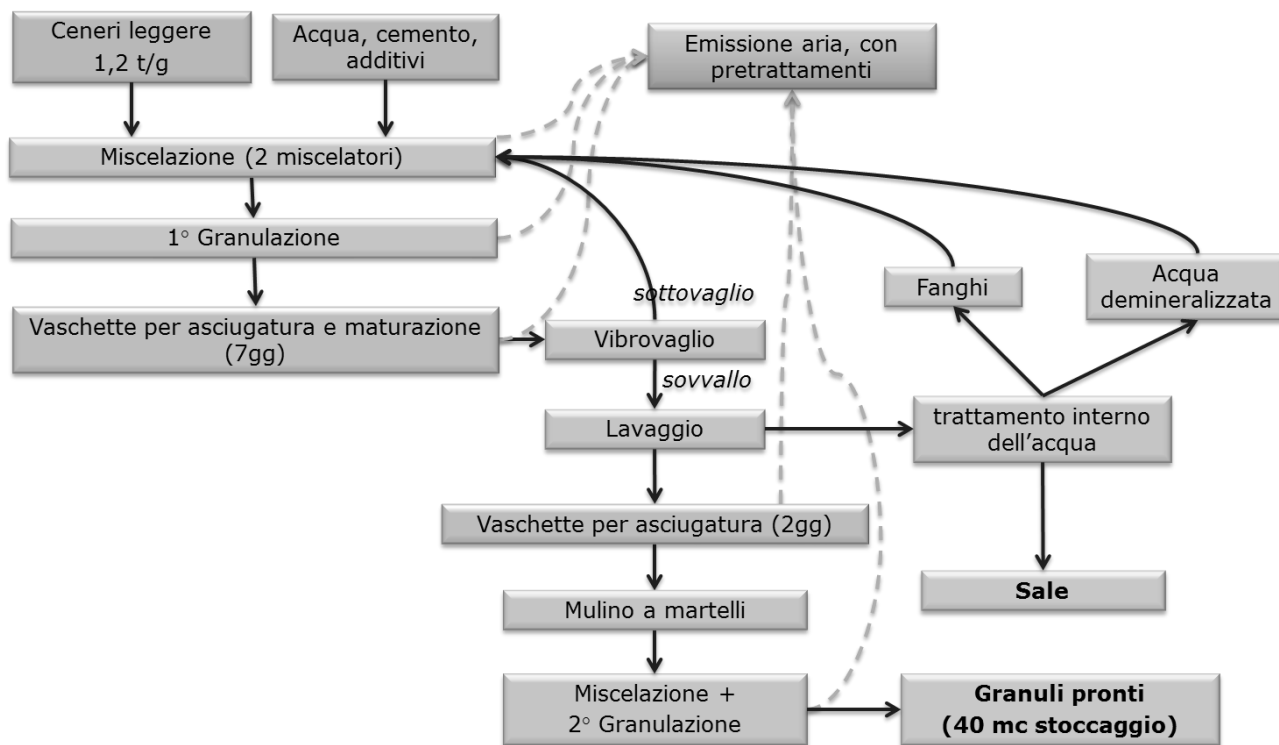 Ceneri leggere
1,2 t/g
Acqua, cemento,
additivi
Emissione aria, con
pretrattamenti
Miscelazione (2 miscelatori)
1° Granulazione
Vaschette per asciugatura e maturazione
(7gg)
sottovaglio
Vibrovaglio
sovvallo
Fanghi
Acqua
demineralizzata
Lavaggio
trattamento interno
dell’acqua
Vaschette per asciugatura (2gg)
Mulino a martelli
Sale
Miscelazione +
2° Granulazione
Granuli pronti
(40 mc stoccaggio)